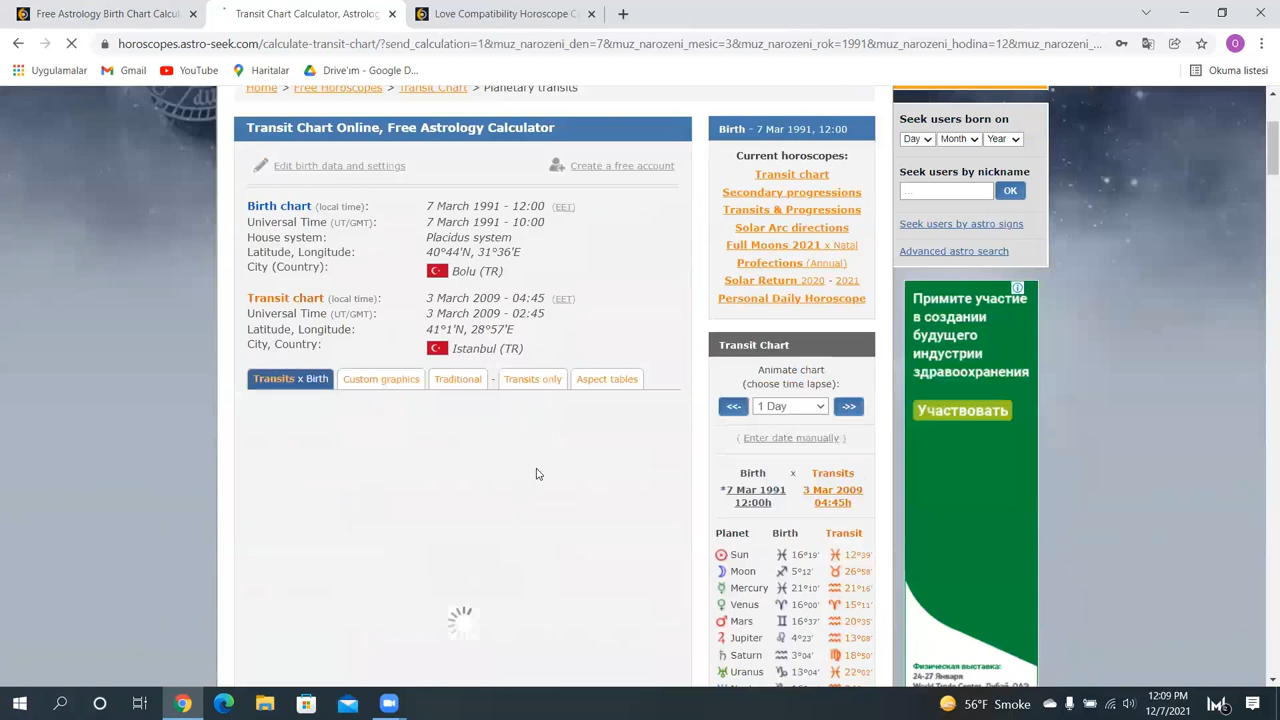 Free Astrology Birth Chart Calcul
Transit Chart Calculator, Astrolog
Love Compatibility Horoscope C
horoscopes.astro-seek.com/calculate-transit-chart/?send_calculation=1&muz_narozeni_den=7&muz_narozeni_mesic=3&muz_narozeni_rok=1991&muz_narozeni_hodina=12&muz_narozeni_...
O
Uygulamalar
Gmail
YouTube
Haritalar
Drive'ım - Google D...
Okuma listesi
Home > Free Horoscopes > Transit Chart > Planetary transits
Transit Chart Online, Free Astrology Calculator
Edit birth data and settings
Create a free account
Birth chart (local time): 7 March 1991 - 12:00 (EET)
Universal Time (UT/GMT): 7 March 1991 - 10:00
House system: Placidus system
Latitude, Longitude: 40°44'N, 31°36'E
City (Country): Bolu (TR)
Transit chart (local time): 3 March 2009 - 04:45 (EET)
Universal Time (UT/GMT): 3 March 2009 - 02:45
Latitude, Longitude: 41°1'N, 28°57'E
City, Country: Istanbul (TR)
Transits x Birth
Custom graphics
Traditional
-
Transits only
Aspect tables
Birth - 7 Mar 1991, 12:00
Current horoscopes:
Transit chart
Secondary progressions
Transits & Progressions
Solar Arc directions
Full Moons 2021 x Natal
Profections (Annual)
Solar Return 2020 - 2021
Personal Daily Horoscope
Transit Chart
Animate chart
(choose time lapse):
<<-
1 Day
->>
( Enter date manually )
Birth x Transits
*7 Mar 1991 3 Mar 2009
12:00h 04:45h
Planet Birth Transit
Sun ♓ 16°19' ♓ 12°39'
Moon ♐ 5°12' ♉ 26°58'
Mercury ♓ 21°10' ♒ 21°16'
Venus ♈ 16°00' ♈ 15°11'
Mars ♊ 16°37' ♒ 20°35'
Jupiter ♌ 4°23' ♒ 13°08'
Saturn ♒ 3°04' ♍ 18°50'
Uranus ♑ 13°04' ♓ 22°02'
Seek users born on
Day
Month
Year
Seek users by nickname
...
OK
Seek users by astro signs
Advanced astro search
Примите участие
в создании
будущего
индустрии
здравоохранения
Участвовать
Физическая выставка:
24-27 Января
56°F Smoke
12:09 PM
12/7/2021